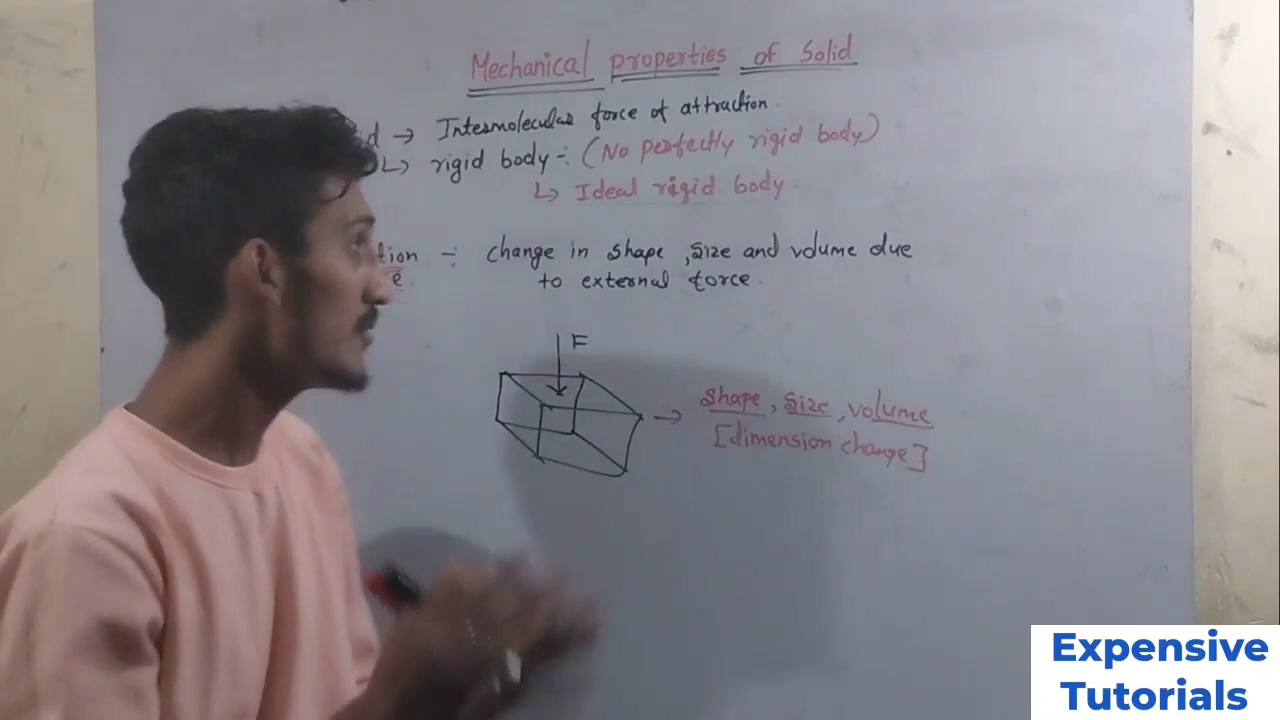 Mechanical properties of Solid
d → Intermolecular force of attraction.
↳ rigid body ÷ (No perfectly rigid body)
↳ Ideal rigid body.
tion ÷ change in shape, size and volume due
to external force.
F
→ shape, size, volume
[dimension change]
Expensive
Tutorials